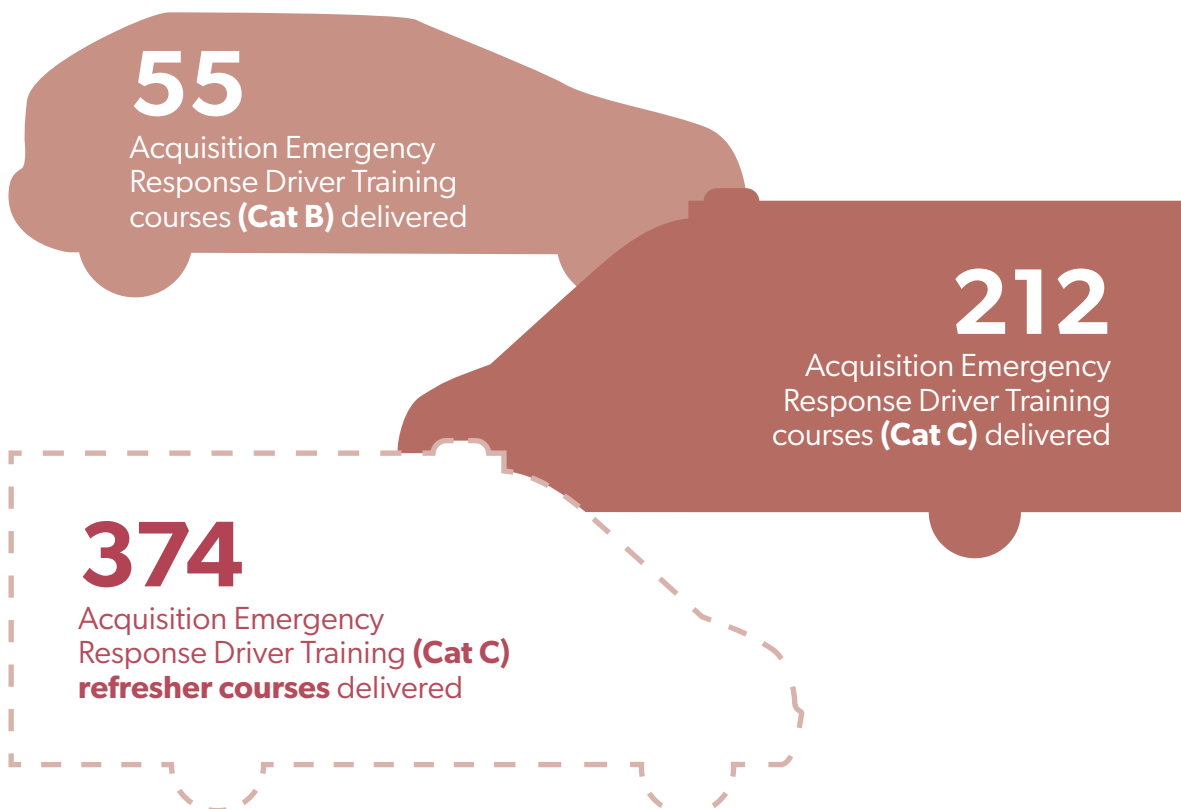 55
Acquisition Emergency
Response Driver Training
courses (Cat B) delivered
212
Acquisition Emergency
Response Driver Training
courses (Cat C) delivered
374
Acquisition Emergency
Response Driver Training (Cat C)
refresher courses delivered